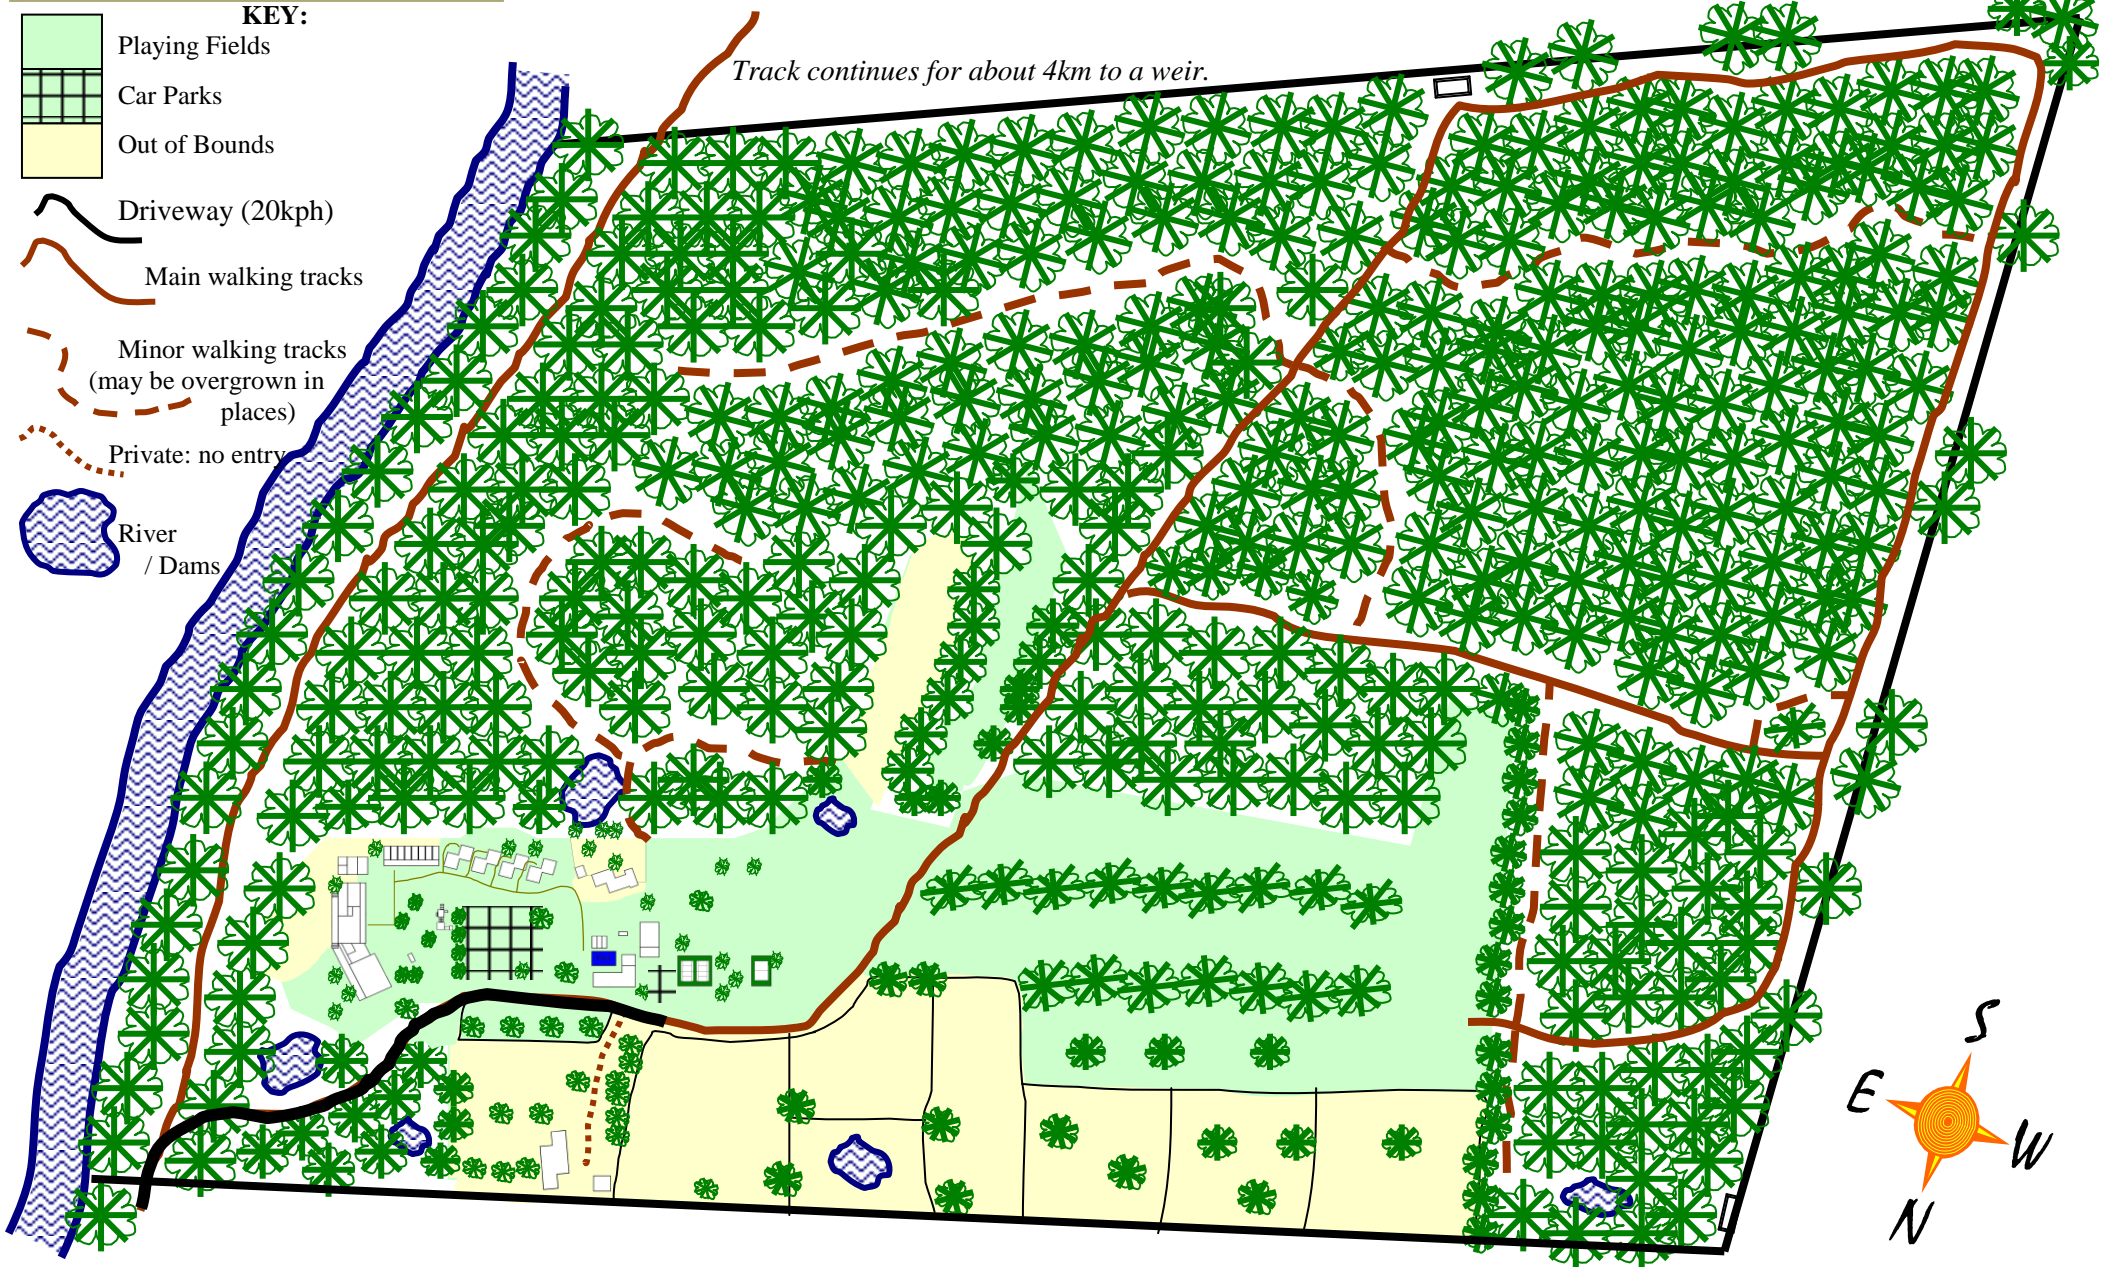 KEY:
Playing Fields
Car Parks
Out of Bounds
Driveway (20kph)
Main walking tracks
Minor walking tracks
(may be overgrown in
places)
Private: no entry
River
/ Dams
Track continues for about 4km to a weir.
S
E
W
N